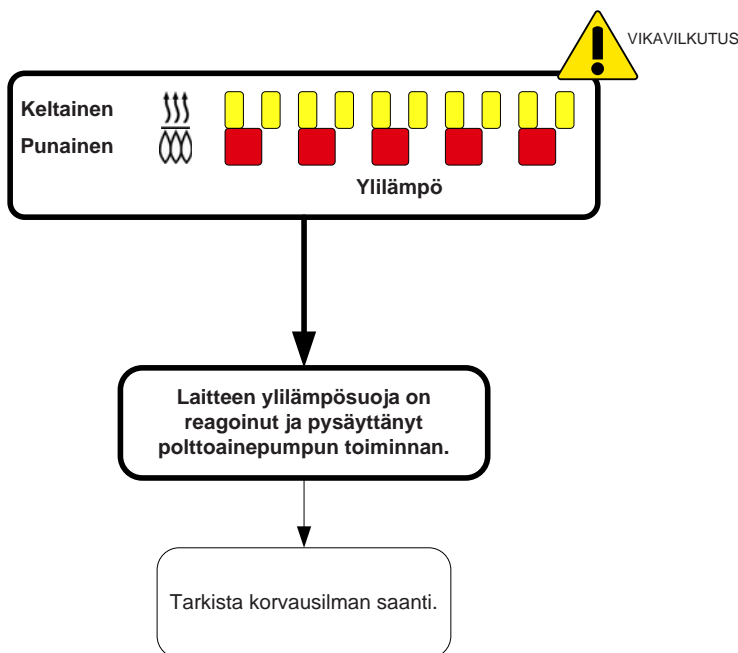 VIKAVILKUTUS
Keltainen
Punainen
Ylilämpö
Laitteen ylilämpösuoja on
reagoinut ja pysäyttänyt
polttoainepumpun toiminnan.
Tarkista korvausilman saanti.